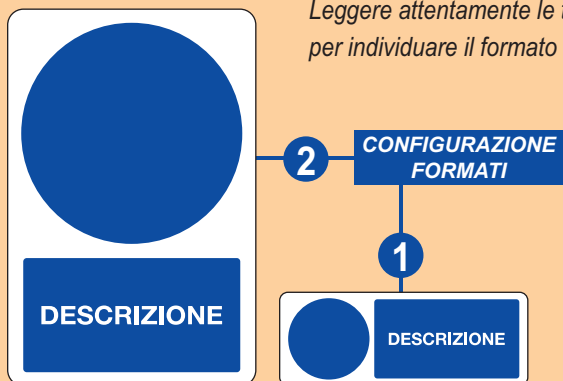 Leggere attentamente le
per individuare il formato
2
CONFIGURAZIONE
FORMATI
1
DESCRIZIONE
DESCRIZIONE